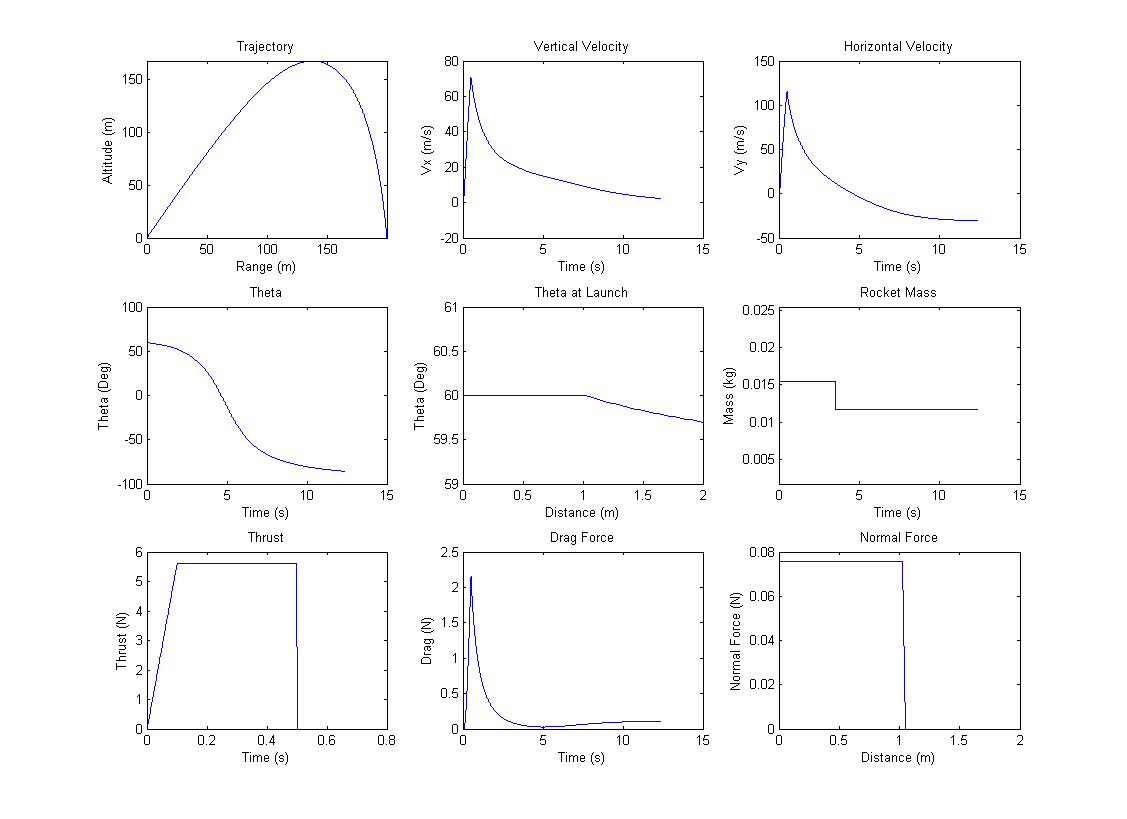 Trajectory
150
100
50
0
0 50 100 150
Altitude (m)
Range (m)
Vertical Velocity
80
60
40
20
0
-20
0 5 10 15
Vx (m/s)
Time (s)
Horizontal Velocity
150
100
50
0
-50
0 5 10 15
Vy (m/s)
Time (s)
Theta
100
50
0
-50
-100
0 5 10 15
Theta (Deg)
Time (s)
Theta at Launch
61
60.5
60
59.5
59
0 0.5 1 1.5 2
Theta (Deg)
Distance (m)
Rocket Mass
0.025
0.02
0.015
0.01
0.005
0 5 10 15
Mass (kg)
Time (s)
Thrust
6
5
4
3
2
1
0
0 0.2 0.4 0.6 0.8
Thrust (N)
Time (s)
Drag Force
2.5
2
1.5
1
0.5
0
0 5 10 15
Drag (N)
Time (s)
Normal Force
0.08
0.06
0.04
0.02
0
0 0.5 1 1.5 2
Normal Force (N)
Distance (m)